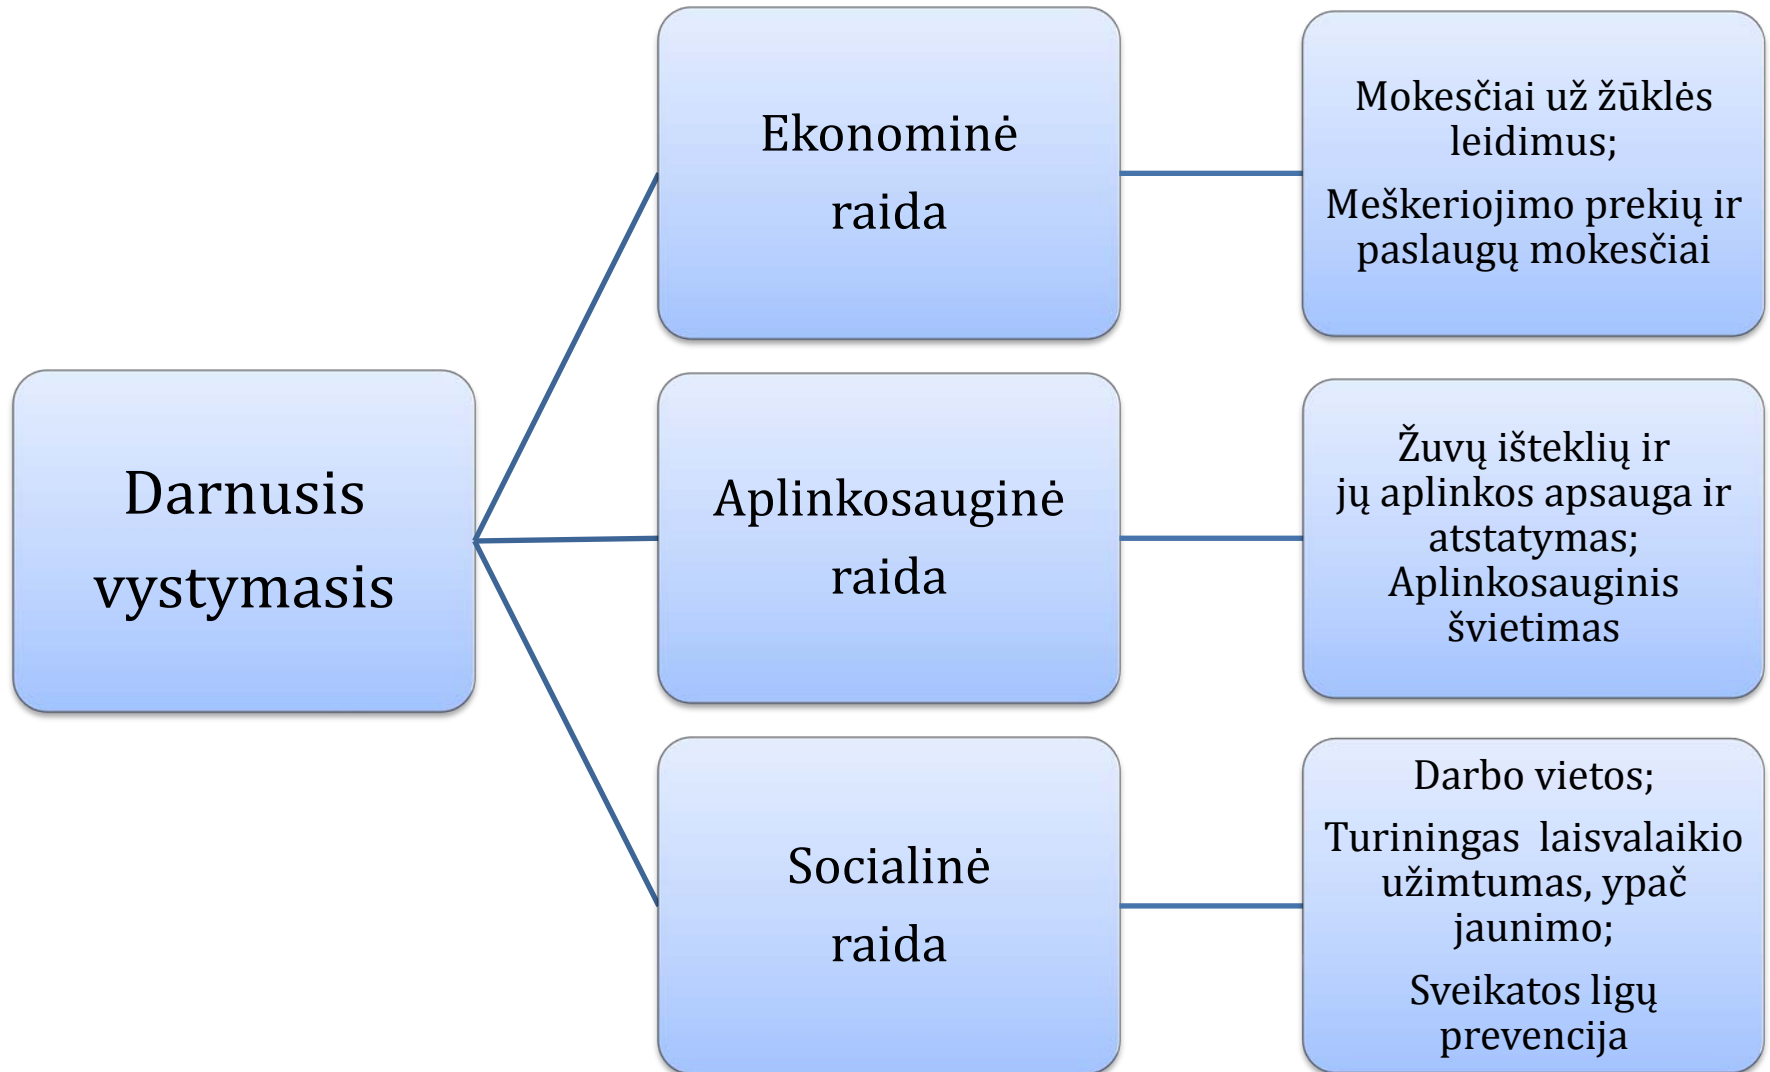 Ekonominė
raida
Mokesčiai už žūklės
leidimus;
Meškeriojimo prekių ir
paslaugų mokesčiai
Darnusis
vystymasis
Aplinkosauginė
raida
Žuvų išteklių ir
jų aplinkos apsauga ir
atstatymas;
Aplinkosauginis
švietimas
Socialinė
raida
Darbo vietos;
Turiningas laisvalaikio
užimtumas, ypač
jaunimo;
Sveikatos ligų
prevencija